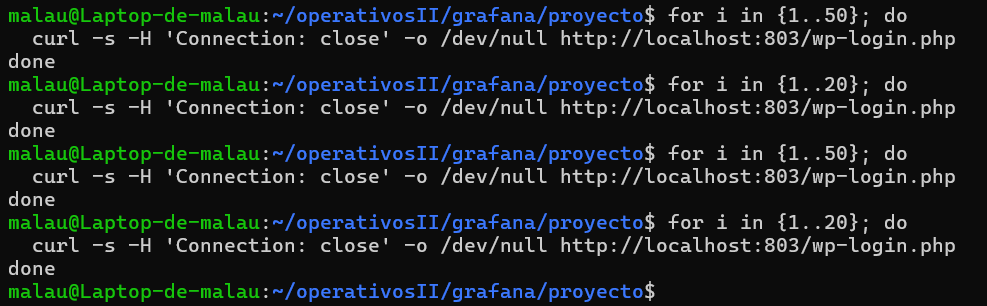 malau@Laptop-de-malau:~/operativosII/grafana/proyecto$ for i in {1..50}; do
  curl -s -H 'Connection: close' -o /dev/null http://localhost:803/wp-login.php
done
malau@Laptop-de-malau:~/operativosII/grafana/proyecto$ for i in {1..20}; do
  curl -s -H 'Connection: close' -o /dev/null http://localhost:803/wp-login.php
done
malau@Laptop-de-malau:~/operativosII/grafana/proyecto$ for i in {1..50}; do
  curl -s -H 'Connection: close' -o /dev/null http://localhost:803/wp-login.php
done
malau@Laptop-de-malau:~/operativosII/grafana/proyecto$ for i in {1..20}; do
  curl -s -H 'Connection: close' -o /dev/null http://localhost:803/wp-login.php
done
malau@Laptop-de-malau:~/operativosII/grafana/proyecto$